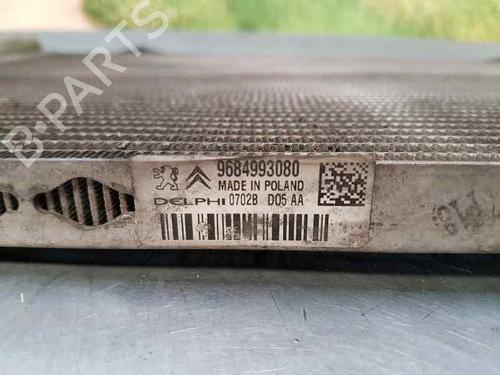 9684993080
MADE IN POLAND
DELPHI 0702B D05 AA
B-PARTS